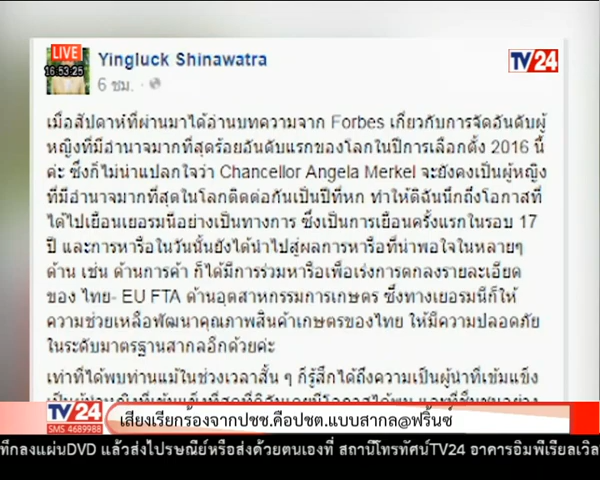 LIVE
16:53:25
Yingluck Shinawatra
6 ชม.
TV24
เมื่อสัปดาห์ที่ผ่านมาได้อ่านบทความจาก Forbes เกี่ยวกับการจัดอันดับผู้
หญิงที่มีอำนาจมากที่สุดร้อยอันดับแรกของโลกในปีการเลือกตั้ง 2016 นี้
ค่ะ ซึ่งก็ไม่น่าแปลกใจว่า Chancellor Angela Merkel จะยังคงเป็นผู้หญิง
ที่มีอำนาจมากที่สุดในโลกติดต่อกันเป็นปีที่หก ทำให้ดิฉันนึกถึงโอกาสที่
ได้ไปเยือนเยอรมนีอย่างเป็นทางการ ซึ่งเป็นการเยือนครั้งแรกในรอบ 17
ปี และการหารือในวันนั้นยังได้นำไปสู่ผลการหารือที่น่าพอใจในหลายๆ
ด้าน เช่น ด้านการค้า ก็ได้มีการร่วมหารือเพื่อเร่งการตกลงรายละเอียด
ของ ไทย- EU FTA ด้านอุตสาหกรรมการเกษตร ซึ่งทางเยอรมนีก็ให้
ความช่วยเหลือพัฒนาคุณภาพสินค้าเกษตรของไทย ให้มีความปลอดภัย
ในระดับมาตรฐานสากลอีกด้วยค่ะ
เท่าที่ได้พบท่านแม้ในช่วงเวลาสั้น ๆ ก็รู้สึกได้ถึงความเป็นผู้นำที่เข้มแข็ง
TV24
SMS 4689988
เสียงเรียกร้องจากปชช.คือปชต.แบบสากล@ฟริ้นซ์
ทึกลงแผ่นDVD แล้วส่งไปรษณีย์หรือส่งด้วยตนเองที่ สถานีโทรทัศน์TV24 อาคารอิมพีเรียลเวิล